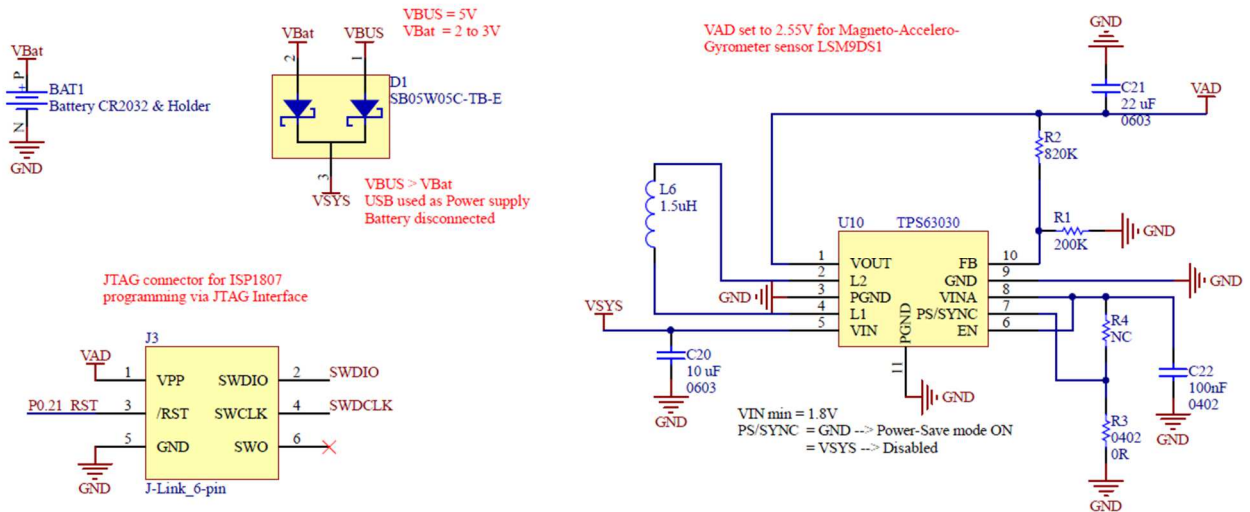 VBat
P
+
BAT1
Battery CR2032 & Holder
N
GND
VBUS = 5V
VBat = 2 to 3V
VBat
VBUS
2
1
D1
SB05W05C-TB-E
3
VSYS
VBUS > VBat
USB used as Power supply
Battery disconnected
JTAG connector for ISP1807
programming via JTAG Interface
J3
VAD
1
VPP
SWDIO
2
SWDIO
P0.21_RST
3
/RST
SWCLK
4
SWDCLK
5
GND
SWO
6
GND
J-Link_6-pin
VAD set to 2.55V for Magneto-Accelero-
Gyrometer sensor LSM9DS1
GND
C21
22 uF
0603
VAD
R2
820K
L6
1.5uH
R1
200K
GND
U10
TPS63030
1
VOUT
FB
10
2
L2
GND
9
GND
GND
3
PGND
VINA
8
4
L1
PS/SYNC
7
VSYS
5
VIN
EN
6
PGND
11
GND
C20
10 uF
0603
GND
R4
NC
C22
100nF
0402
GND
R3
0402
0R
GND
VIN min = 1.8V
PS/SYNC = GND --> Power-Save mode ON
= VSYS --> Disabled